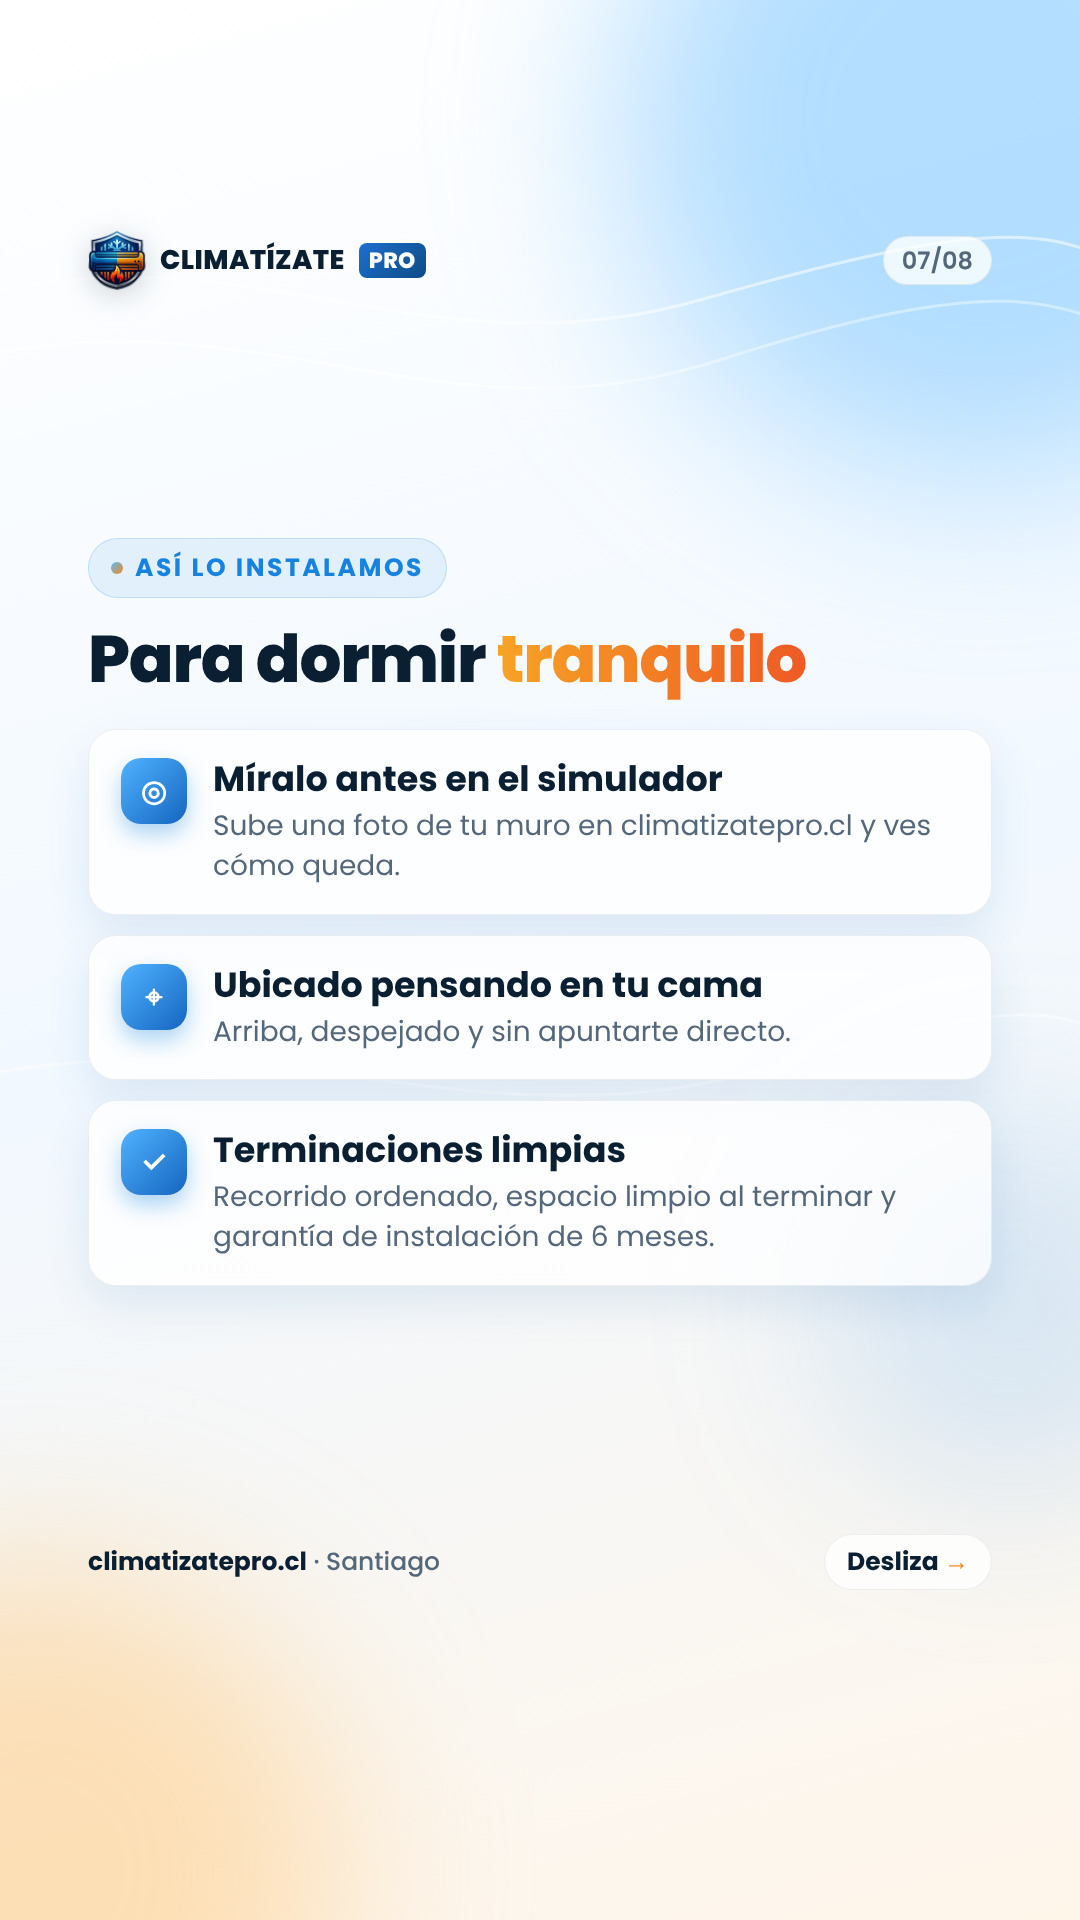 CLIMATÍZATE PRO
07/08
ASÍ LO INSTALAMOS
Para dormir tranquilo
Míralo antes en el simulador
Sube una foto de tu muro en climatizatepro.cl y ves
cómo queda.
Ubicado pensando en tu cama
Arriba, despejado y sin apuntarte directo.
Terminaciones limpias
Recorrido ordenado, espacio limpio al terminar y
garantía de instalación de 6 meses.
climatizatepro.cl · Santiago
Desliza →